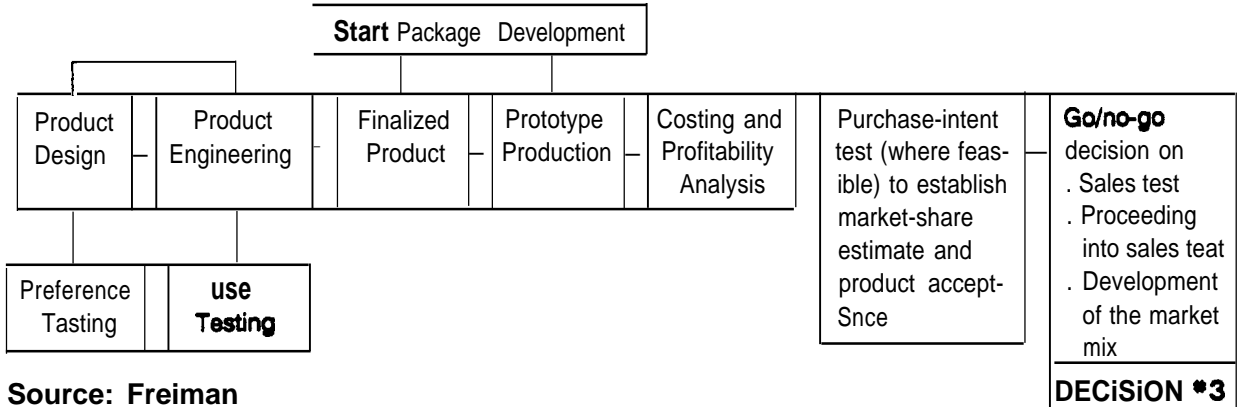 Start Package Development
Product
Design
Product
Engineering
Finalized
Product
Prototype
Production
Costing and
Profitability
Analysis
Purchase-intent
test (where feas-
ible) to establish
market-share
estimate and
product accept-
Snce
Go/no-go
decision on
. Sales test
. Proceeding
into sales teat
. Development
of the market
mix
DECiSiON #3
Preference
Tasting
use
Testing
Source: Freiman